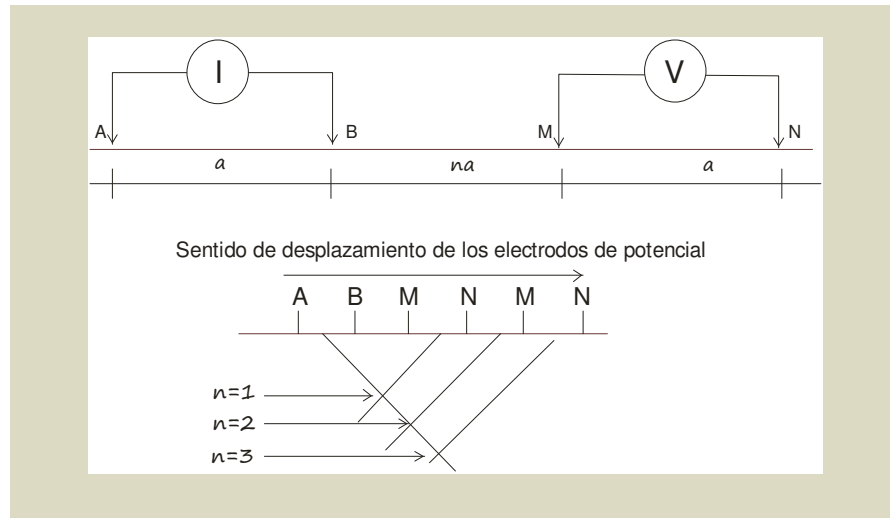 I V
A B M N
a na a
Sentido de desplazamiento de los electrodos de potencial
A B M N M N
n=1
n=2
n=3